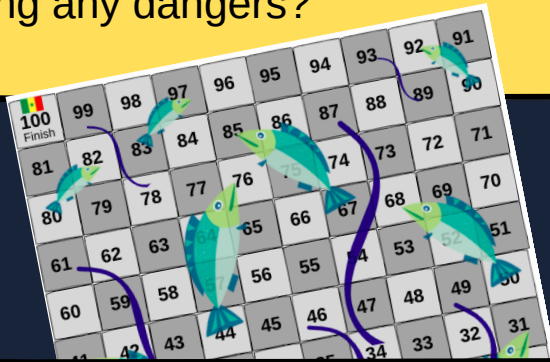 ng any dangers?
100 99 98 97 96 95 94 93 92 91
Finish
81 82 83 84 85 86 87 88 89 90
80 79 78 77 76 75 74 73 72 71
61 62 63 64 65 66 67 68 69 70
60 59 58 57 56 55 54 53 52 51
41 42 43 44 45 46 47 48 49 50
35 34 33 32 31